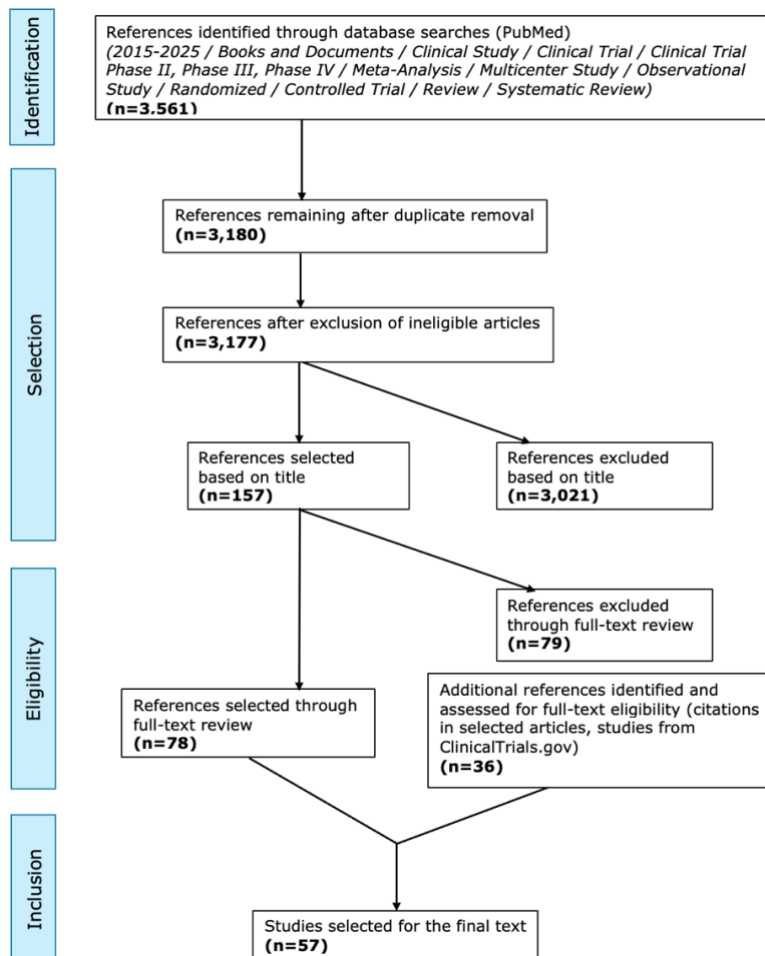 Identification
References identified through database searches (PubMed)
(2015-2025 / Books and Documents / Clinical Study / Clinical Trial / Clinical Trial
Phase II, Phase III, Phase IV / Meta-Analysis / Multicenter Study / Observational
Study / Randomized / Controlled Trial / Review / Systematic Review)
(n=3.561)
Selection
References remaining after duplicate removal
(n=3,180)
References after exclusion of ineligible articles
(n=3,177)
References selected
based on title
(n=157)
References excluded
based on title
(n=3,021)
Eligibility
References excluded
through full-text review
(n=79)
References selected through
full-text review
(n=78)
Additional references identified and
assessed for full-text eligibility (citations
in selected articles, studies from
ClinicalTrials.gov)
(n=36)
Inclusion
Studies selected for the final text
(n=57)